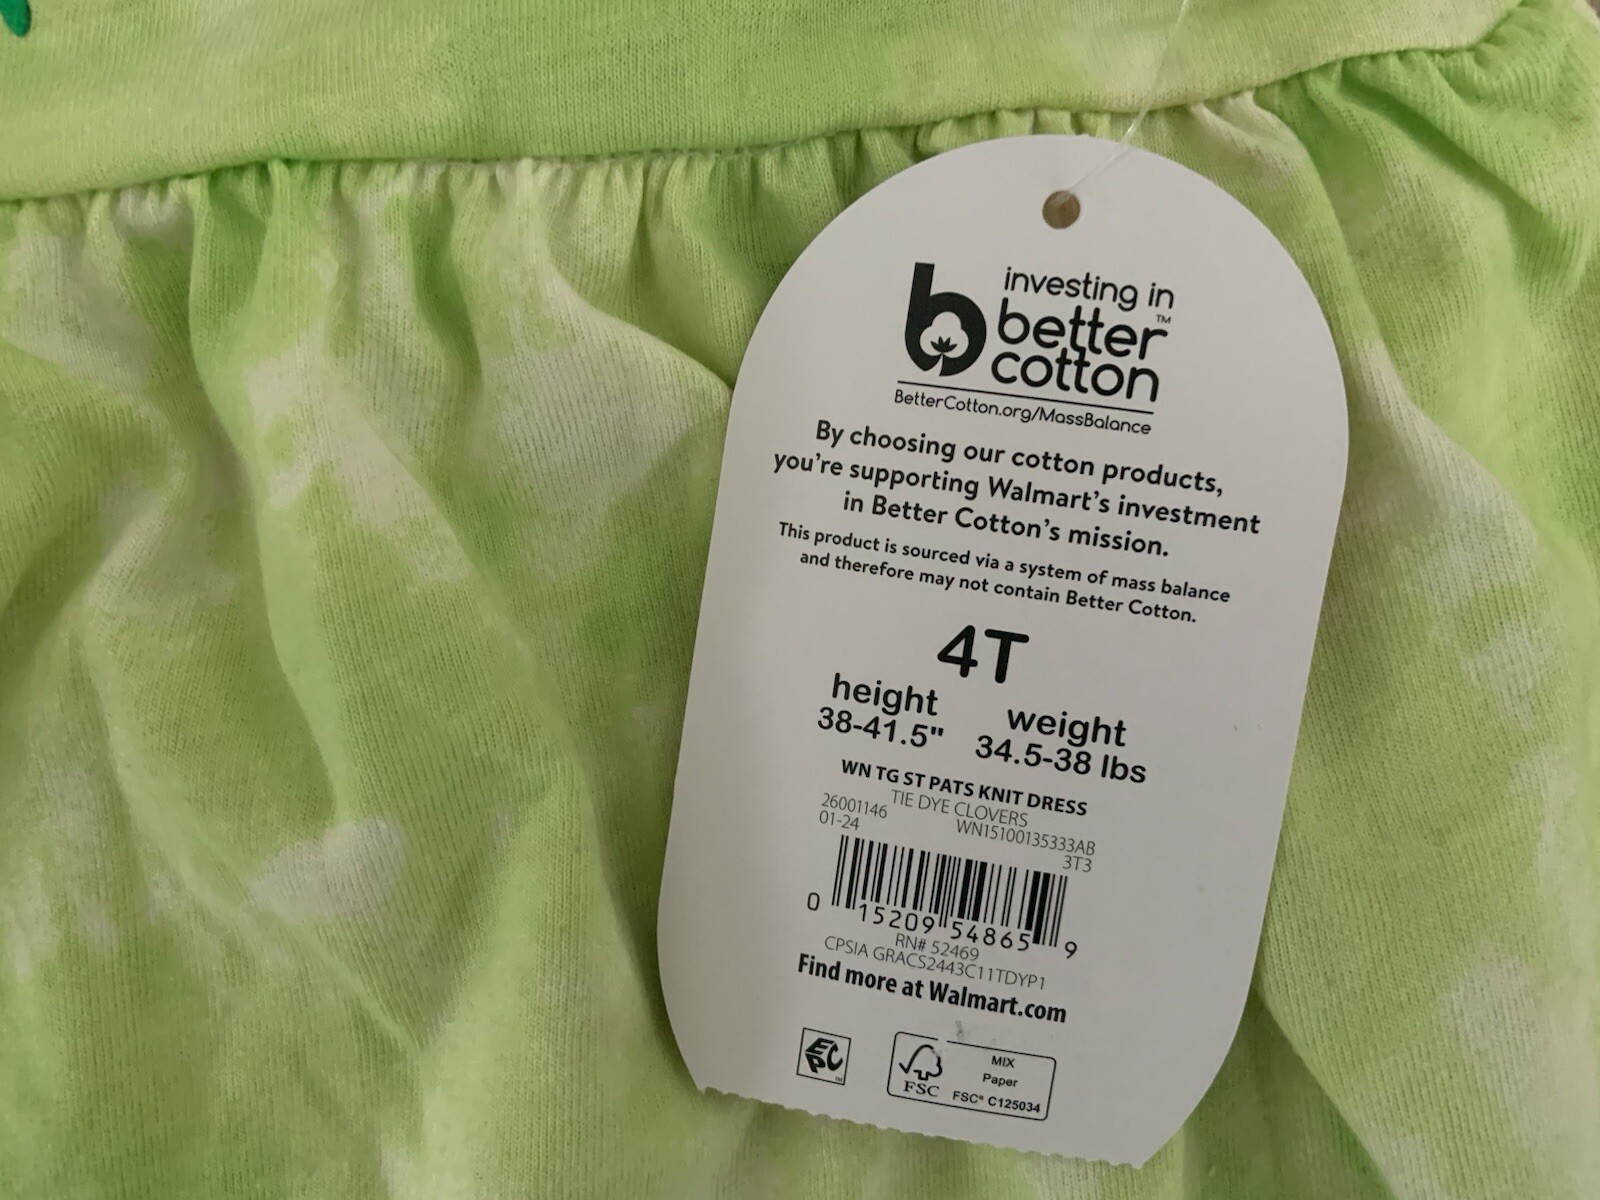 investing in
better™
cotton
BetterCotton.org/MassBalance
By choosing our cotton products,
you're supporting Walmart's investment
in Better Cotton's mission.
This product is sourced via a system of mass balance
and therefore may not contain Better Cotton.
4T
height weight
38-41.5" 34.5-38 lbs
WN TG ST PATS KNIT DRESS
TIE DYE CLOVERS
26001146 WN15100135333AB
01-24 3T3
0 15209 54865 9
RN# 52469
CPSIA GRACS2443C11TDYP1
Find more at Walmart.com
EPC™
FSC
MIX
Paper
FSC® C125034